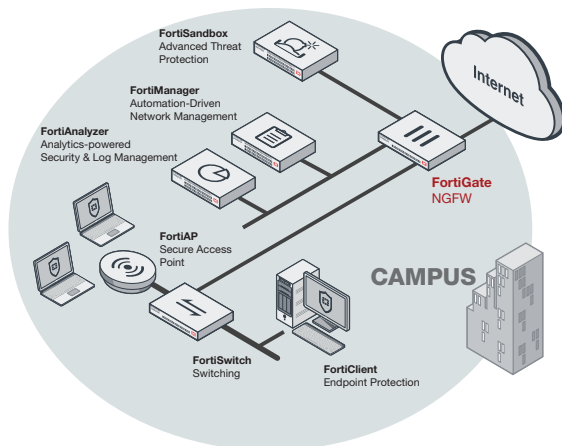 FortiSandbox
Advanced Threat
Protection
Internet
FortiManager
Automation-Driven
Network Management
FortiAnalyzer
Analytics-powered
Security & Log Management
FortiGate
NGFW
FortiAP
Secure Access
Point
CAMPUS
FortiSwitch
Switching
FortiClient
Endpoint Protection